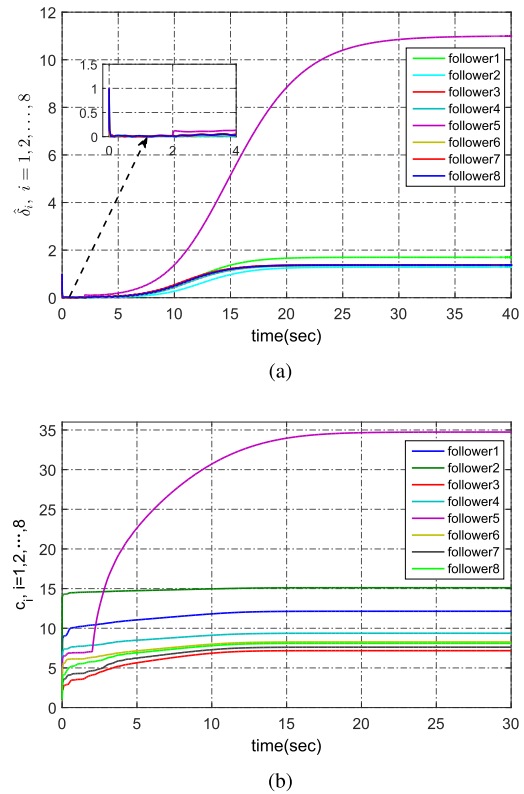 12
10
8
6
4
2
0
δ̂ᵢ, i = 1, 2, ⋯, 8
1.5
1
0.5
0
0 2 4
follower1
follower2
follower3
follower4
follower5
follower6
follower7
follower8
0 5 10 15 20 25 30 35 40
time(sec)
(a)
35
30
25
20
15
10
5
0
cᵢ, i=1,2,⋯,8
follower1
follower2
follower3
follower4
follower5
follower6
follower7
follower8
0 5 10 15 20 25 30
time(sec)
(b)